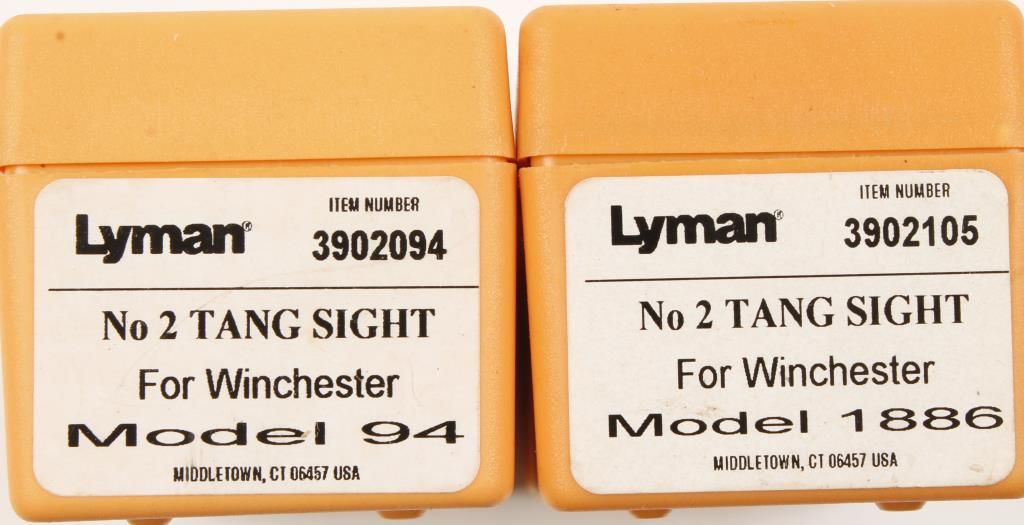 Lyman®
ITEM NUMBER
3902094
No 2 TANG SIGHT
For Winchester
Model 94
MIDDLETOWN, CT 06457 USA
Lyman®
ITEM NUMBER
3902105
No 2 TANG SIGHT
For Winchester
Model 1886
MIDDLETOWN, CT 06457 USA